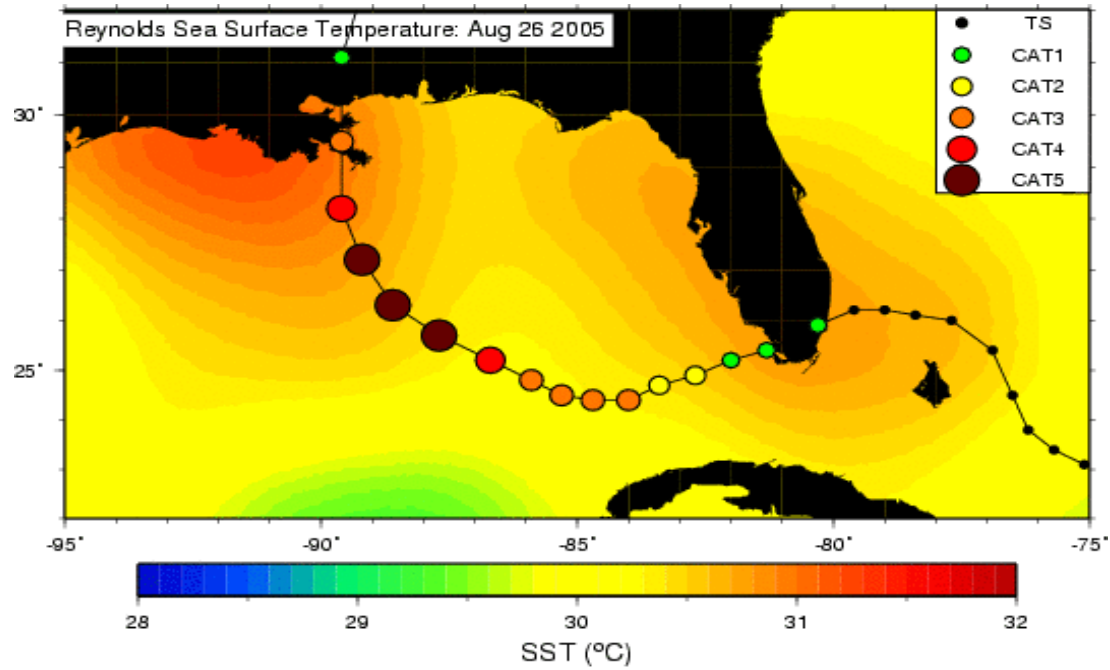 Reynolds Sea Surface Temperature: Aug 26 2005
TS
CAT1
CAT2
CAT3
CAT4
CAT5
30°
25°
-95° -90° -85° -80° -75°
28 29 30 31 32
SST (ºC)